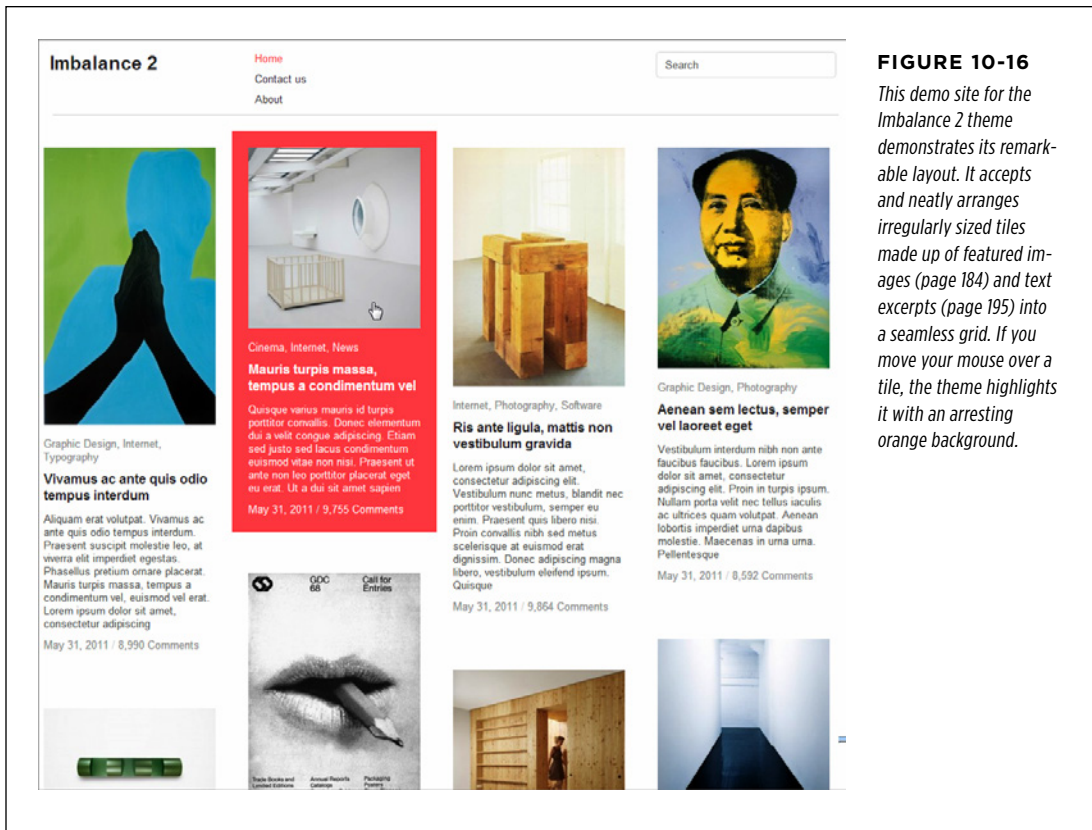 Imbalance 2
Home
Contact us
About
Search
Graphic Design, Internet,
Typography
Vivamus ac ante quis odio
tempus interdum
Aliquam erat volutpat. Vivamus ac
ante quis odio tempus interdum.
Praesent suscipit molestie leo, at
viverra elit imperdiet egestas.
Phasellus pretium ornare placerat.
Mauris turpis massa, tempus a
condimentum vel, euismod vel erat.
Lorem ipsum dolor sit amet,
consectetur adipiscing
May 31, 2011 / 8,990 Comments
Cinema, Internet, News
Mauris turpis massa,
tempus a condimentum vel
Quisque varius mauris id turpis
porttitor convallis. Donec elementum
dui a velit congue adipiscing. Etiam
sed justo sed lacus condimentum
euismod vitae non nisi. Praesent ut
ante non leo porttitor placerat eget
eu erat. Ut a dui sit amet sapien
May 31, 2011 / 9,755 Comments
GDC
68
Call for
Entries
Trade Books and
Limited Editions
Annual Reports
Catalogs
Packaging
Posters
Internet, Photography, Software
Ris ante ligula, mattis non
vestibulum gravida
Lorem ipsum dolor sit amet,
consectetur adipiscing elit.
Vestibulum nunc metus, blandit nec
porttitor vestibulum, semper eu
enim. Praesent quis libero nisi.
Proin convallis nibh sed metus
scelerisque at euismod erat
dignissim. Donec adipiscing magna
libero, vestibulum eleifend ipsum.
Quisque
May 31, 2011 / 9,864 Comments
Graphic Design, Photography
Aenean sem lectus, semper
vel laoreet eget
Vestibulum interdum nibh non ante
faucibus faucibus. Lorem ipsum
dolor sit amet, consectetur
adipiscing elit. Proin in turpis ipsum.
Nullam porta velit nec tellus iaculis
ac ultrices quam volutpat. Aenean
lobortis imperdiet urna dapibus
molestie. Maecenas in urna urna.
Pellentesque
May 31, 2011 / 8,592 Comments
FIGURE 10-16
This demo site for the
Imbalance 2 theme
demonstrates its remark-
able layout. It accepts
and neatly arranges
irregularly sized tiles
made up of featured im-
ages (page 184) and text
excerpts (page 195) into
a seamless grid. If you
move your mouse over a
tile, the theme highlights
it with an arresting
orange background.